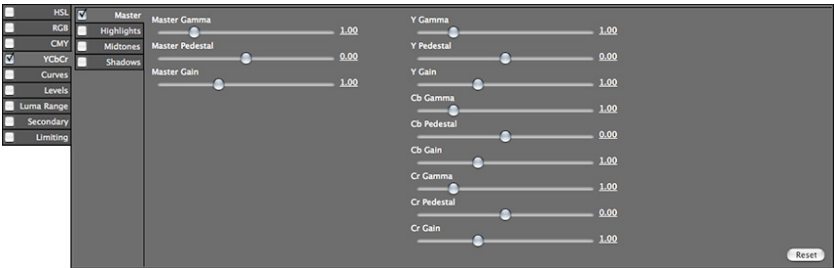 HSL
RGB
CMY
YCbCr
Curves
Levels
Luma Range
Secondary
Limiting
Master
Highlights
Midtones
Shadows
Master Gamma
1.00
Master Pedestal
0.00
Master Gain
1.00
Y Gamma
1.00
Y Pedestal
0.00
Y Gain
1.00
Cb Gamma
1.00
Cb Pedestal
0.00
Cb Gain
1.00
Cr Gamma
1.00
Cr Pedestal
0.00
Cr Gain
1.00
Reset